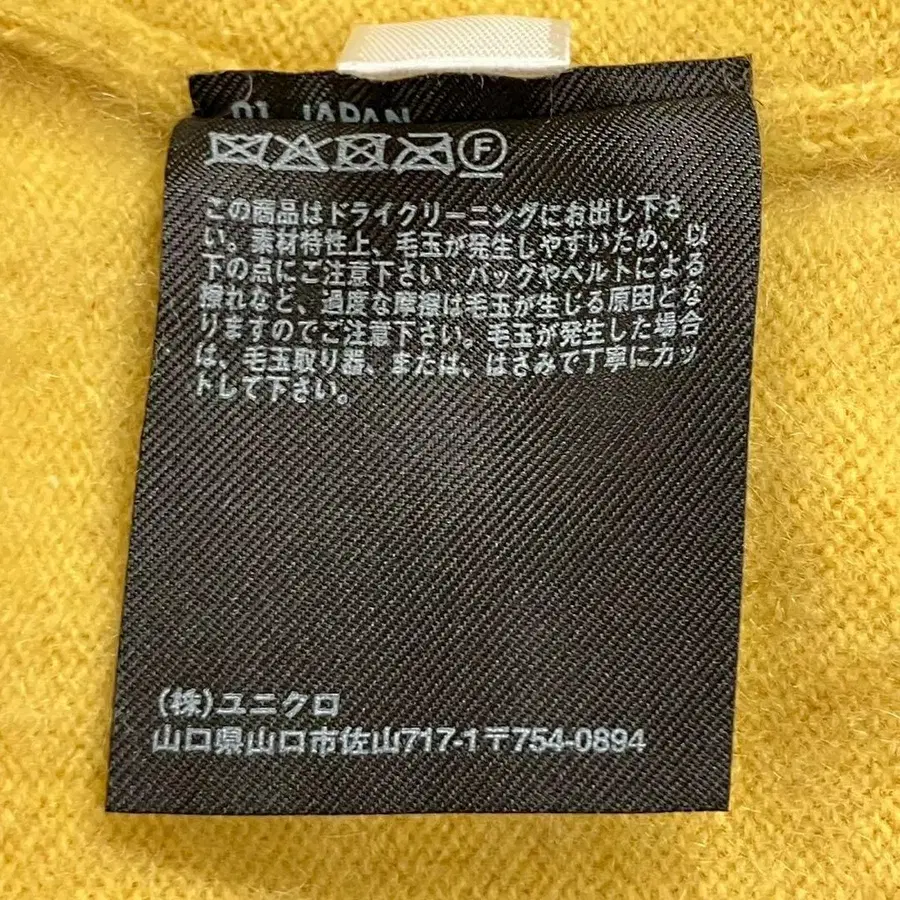 01 JAPAN
F
この商品はドライクリーニングにお出し下さ
い。素材特性上、毛玉が発生しやすいため、以
下の点にご注意下さい：バッグやベルトによる
擦れなど、過度な摩擦は毛玉が生じる原因とな
りますのでご注意下さい。毛玉が発生した場合
は、毛玉取り器、または、はさみで丁寧にカッ
トして下さい。
(株)ユニクロ
山口県山口市佐山717-1〒754-0894